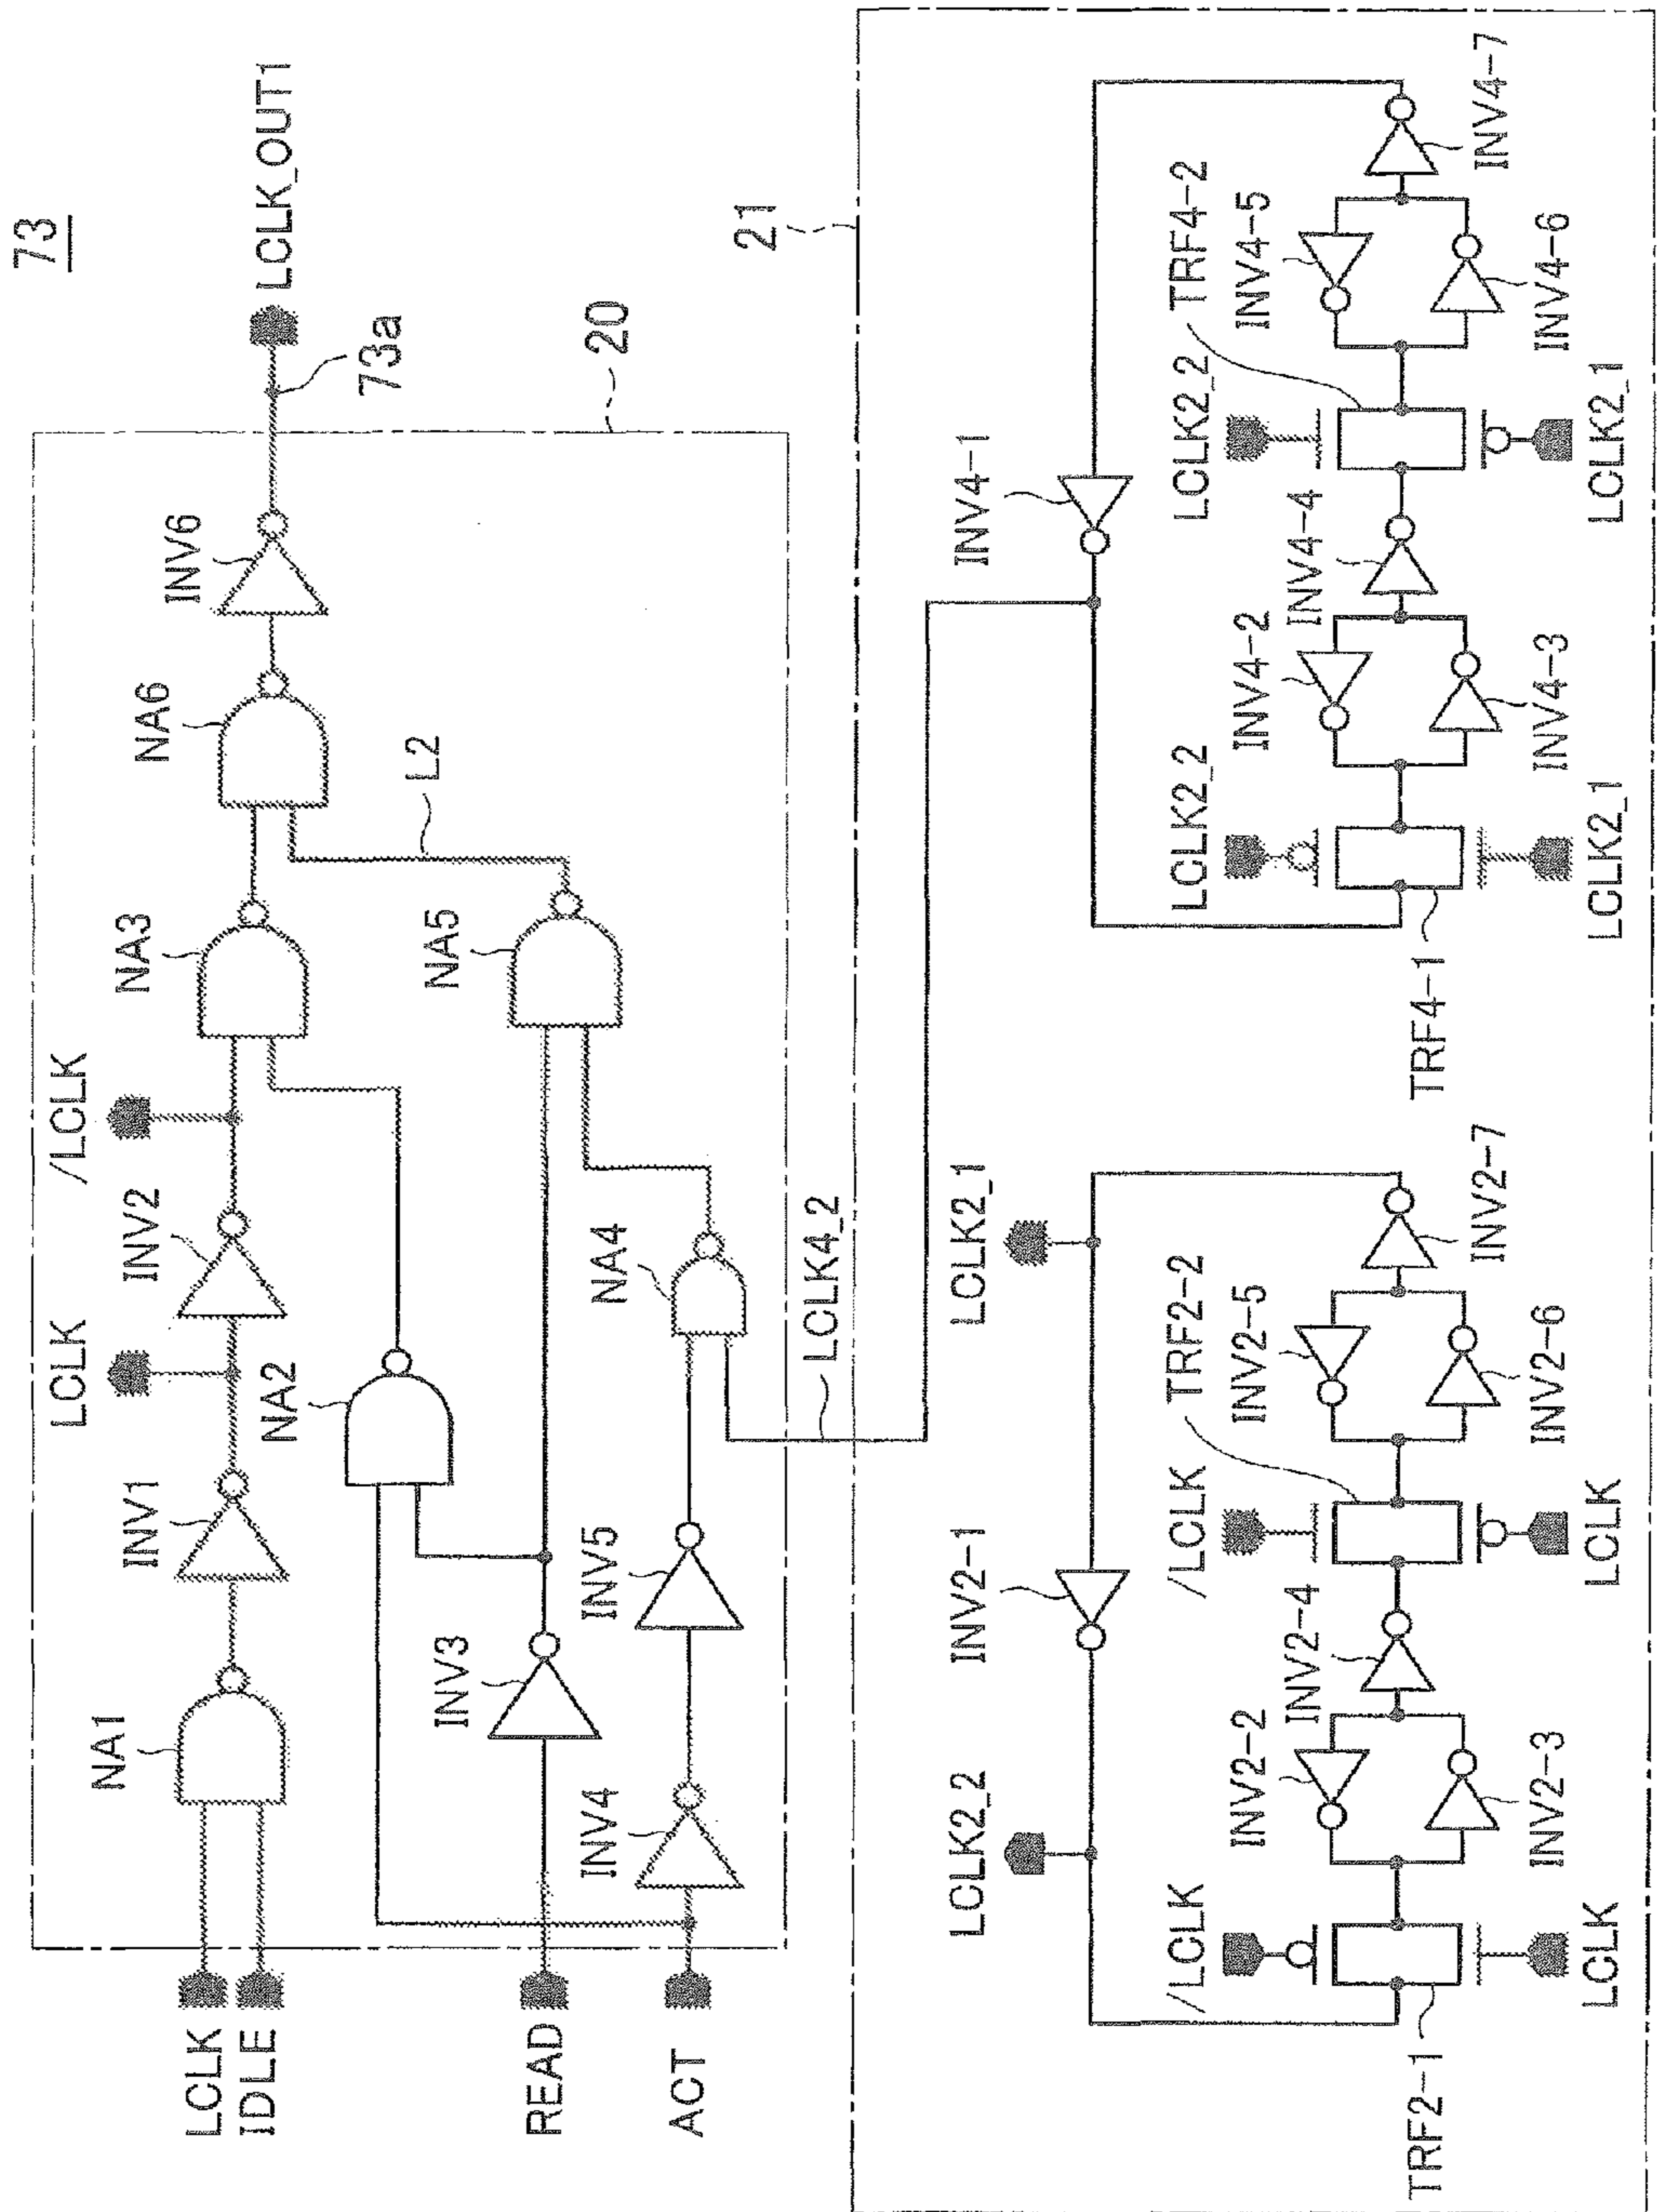 73
LCLK
IDLE
READ
ACT
NA1
INV1
LCLK
INV2
/LCLK
NA3
NA6
INV6
LCLK_OUT1
73a
20
NA2
L2
INV3
NA5
INV4
INV5
NA4
LCLK4_2
21
LCLK2_2
INV2-1
LCLK2_1
/LCLK
TRF2-1
LCLK
INV2-2
INV2-3
INV2-4
/LCLK
LCLK
TRF2-2
INV2-5
INV2-6
INV2-7
INV4-1
TRF4-1
LCLK2_2
LCLK2_1
INV4-2
INV4-3
INV4-4
LCLK2_2
LCLK2_1
TRF4-2
INV4-5
INV4-6
INV4-7